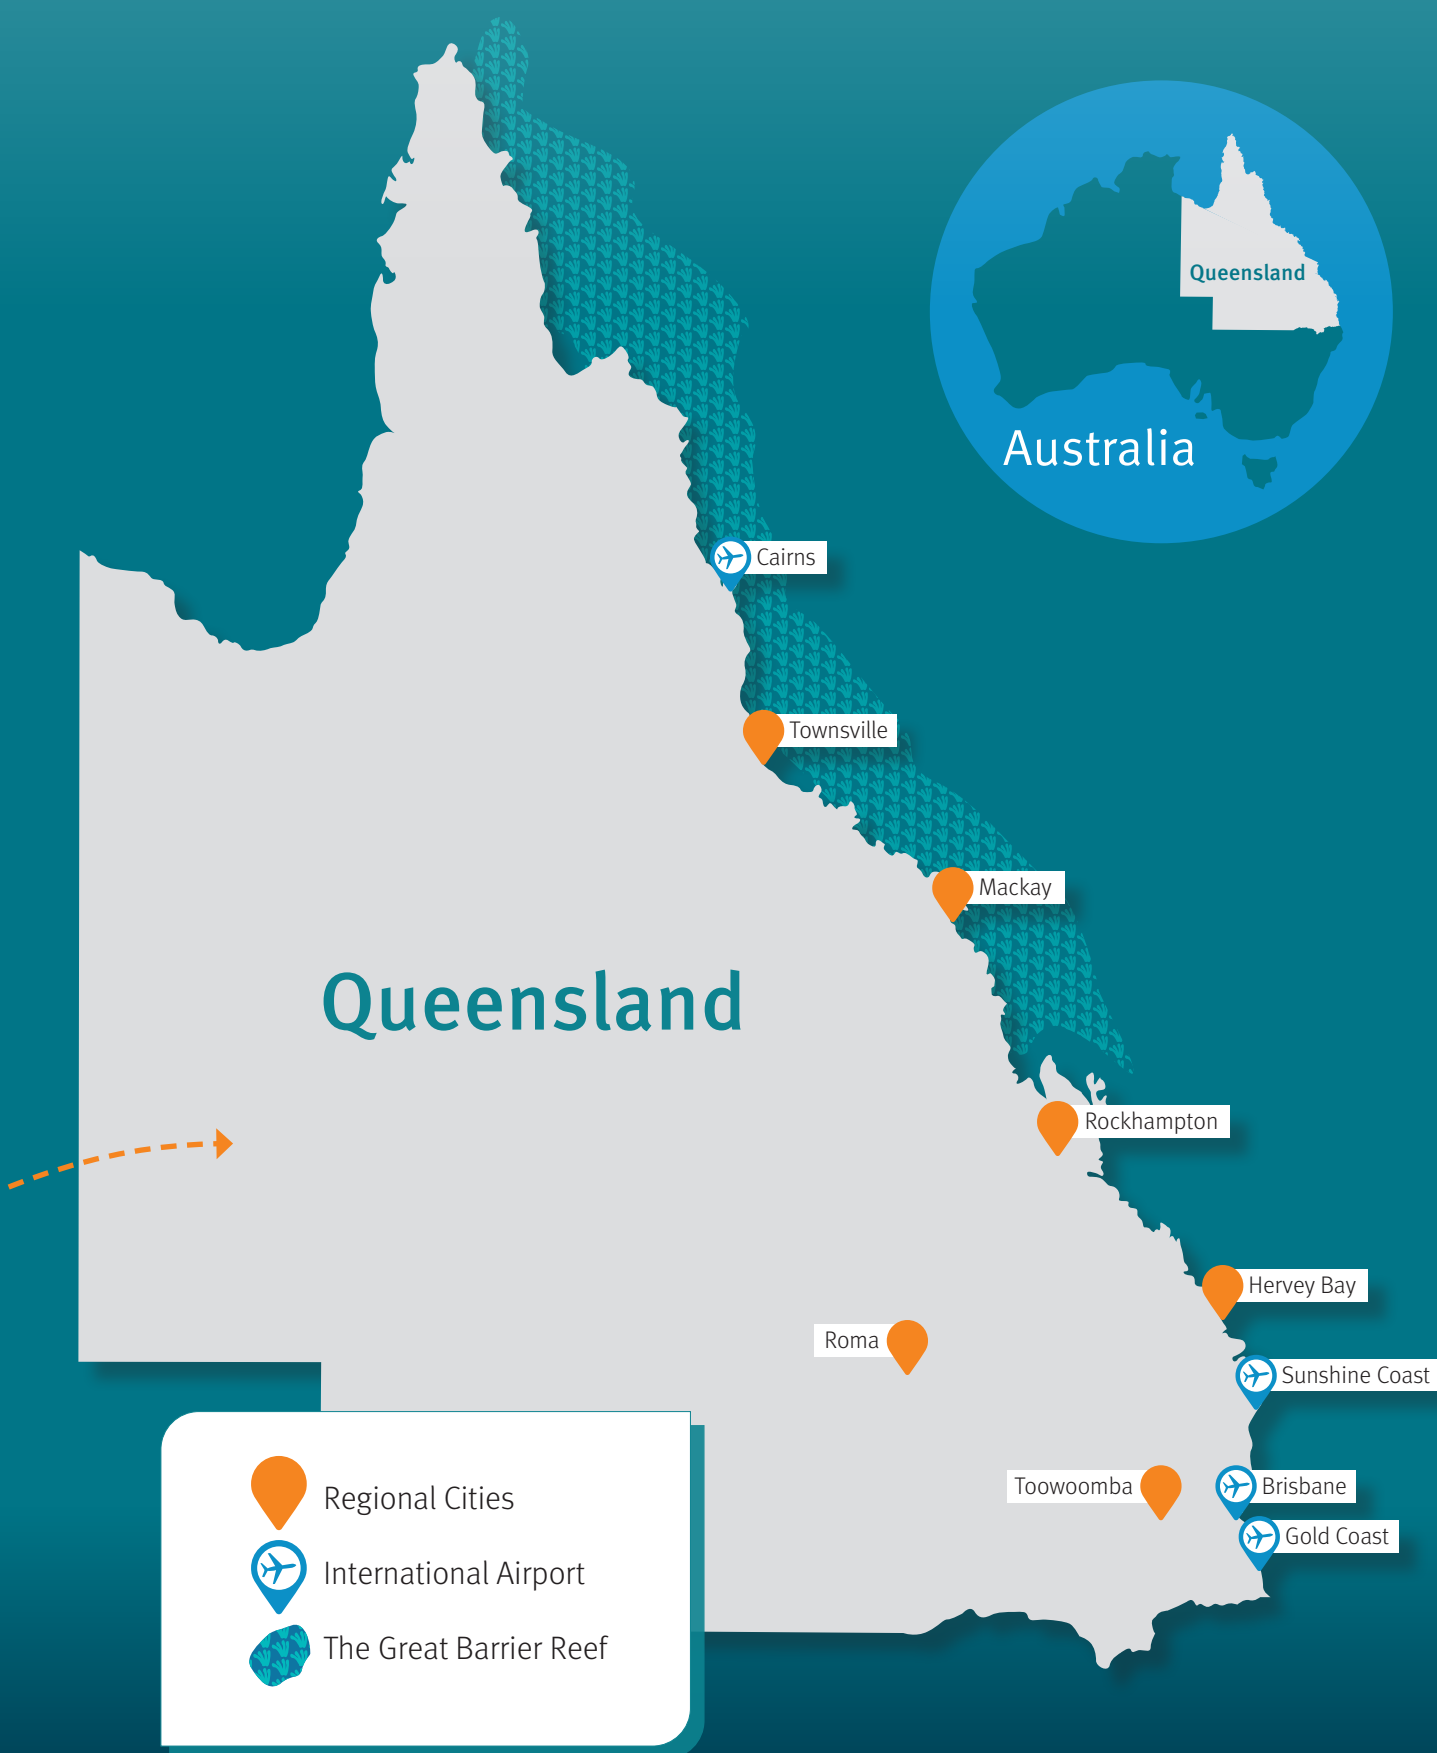 Queensland
Australia
Cairns
Townsville
Mackay
Queensland
Rockhampton
Hervey Bay
Roma
Sunshine Coast
Toowoomba
Brisbane
Gold Coast
Regional Cities
International Airport
The Great Barrier Reef